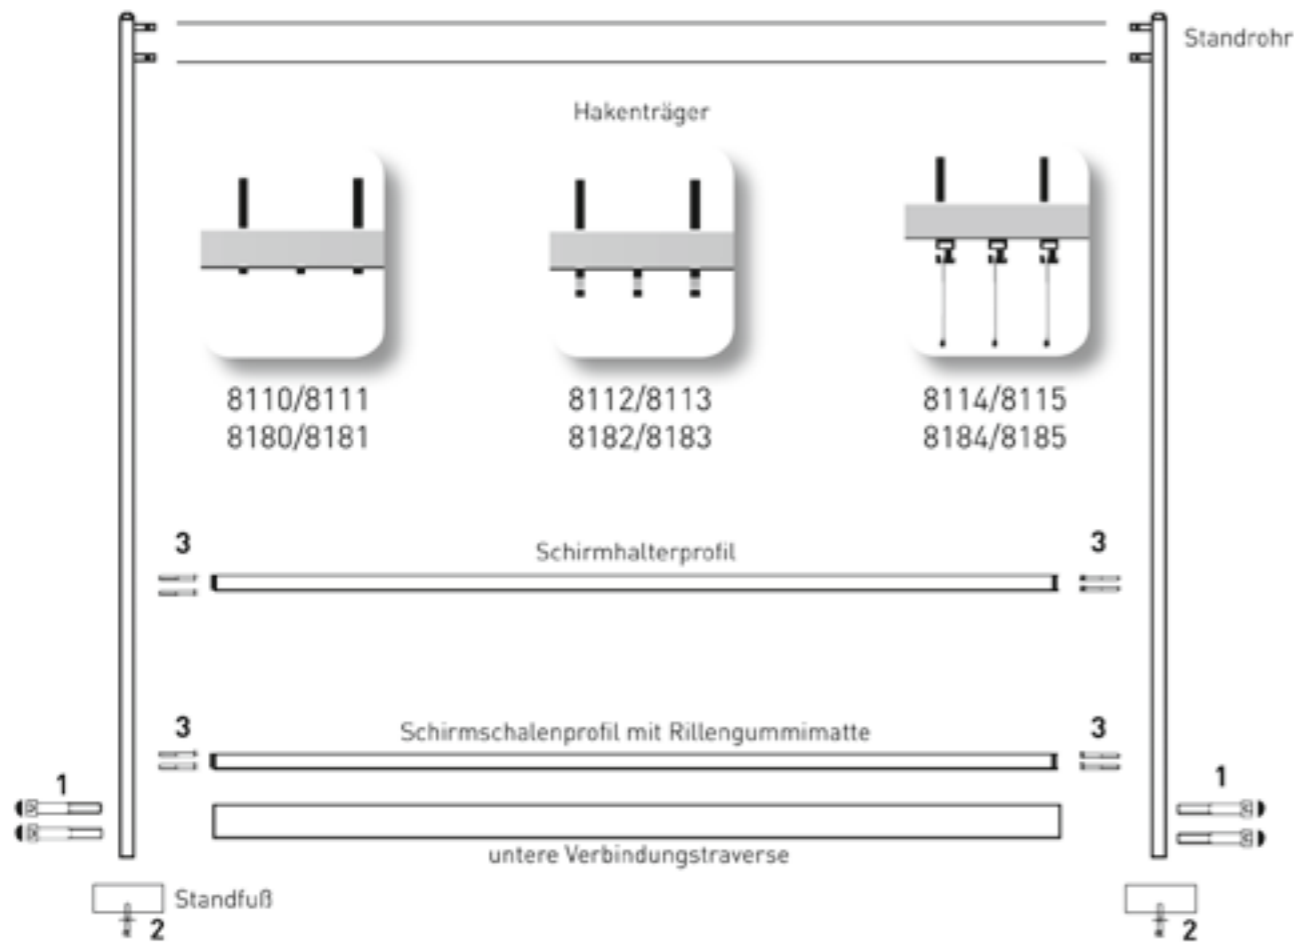 Standrohr
Hakenträger
8110/8111
8180/8181
8112/8113
8182/8183
8114/8115
8184/8185
3
Schirmhalterprofil
3
3
Schirmschalenprofil mit Rillengummimatte
3
1
1
untere Verbindungstraverse
Standfuß
2
2